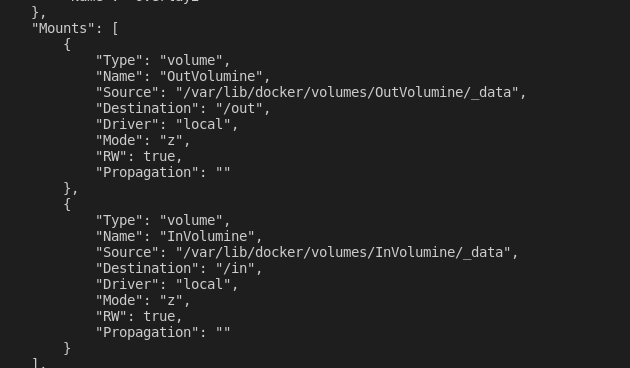 },
"Mounts": [
{
"Type": "volume",
"Name": "OutVolumine",
"Source": "/var/lib/docker/volumes/OutVolumine/_data",
"Destination": "/out",
"Driver": "local",
"Mode": "z",
"RW": true,
"Propagation": ""
},
{
"Type": "volume",
"Name": "InVolumine",
"Source": "/var/lib/docker/volumes/InVolumine/_data",
"Destination": "/in",
"Driver": "local",
"Mode": "z",
"RW": true,
"Propagation": ""
}
],